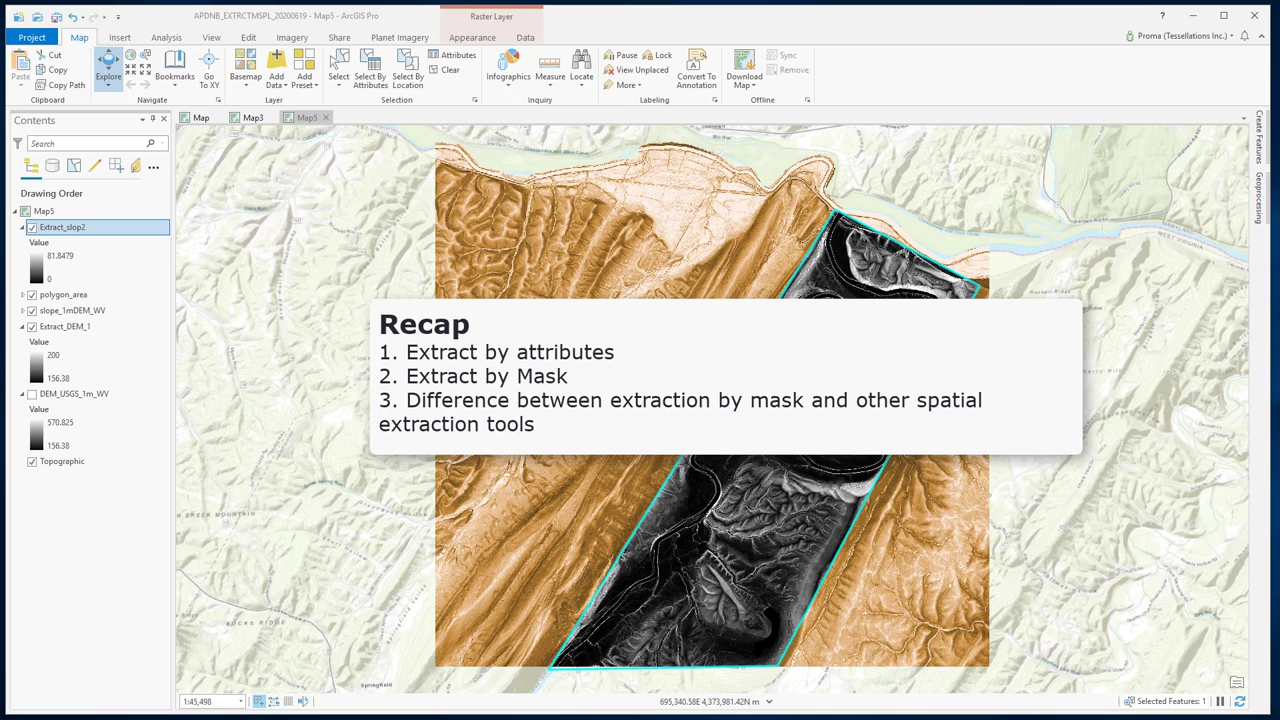 APDNB_EXTRCTMSPL_20200619 - Map5 - ArcGIS Pro
Raster Layer
?
Project Map Insert Analysis View Edit Imagery Share Planet Imagery Appearance Data
Proma (Tessellations Inc.)
Paste
Cut
Copy
Copy Path
Clipboard
Explore
Bookmarks
Go To XY
Navigate
Basemap
Add Data
Add Preset
Layer
Select
Select By Attributes
Select By Location
Attributes
Clear
Selection
Infographics
Measure
Locate
Inquiry
Pause
Lock
View Unplaced
More
Convert To Annotation
Labeling
Download Map
Sync
Remove
Offline
Contents
Search
Drawing Order
Map5
Extract_slop2
Value
81.8479
0
polygon_area
slope_1mDEM_WV
Extract_DEM_1
Value
200
156.38
DEM_USGS_1m_WV
Value
570.825
156.38
Topographic
Map
Map3
Map5
MARYLAND
WEST VIRGINIA
Recap
1. Extract by attributes
2. Extract by Mask
3. Difference between extraction by mask and other spatial
extraction tools
Springfield
Create Features
Geoprocessing
1:45,498
695,340.58E 4,373,981.42N m
Selected Features: 1